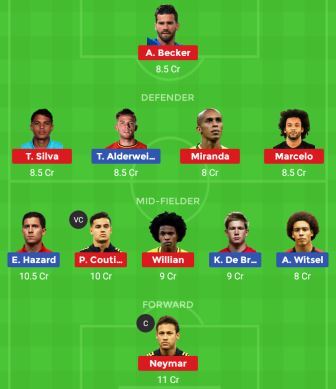 A. Becker
8.5 Cr
DEFENDER
T. Silva
T. Alderwei...
Miranda
Marcelo
8.5 Cr
8.5 Cr
8 Cr
8.5 Cr
MID-FIELDER
VC
E. Hazard
P. Couti...
Willian
K. De Br...
A. Witsel
10.5 Cr
10 Cr
9 Cr
9 Cr
8 Cr
FORWARD
C
Neymar
11 Cr